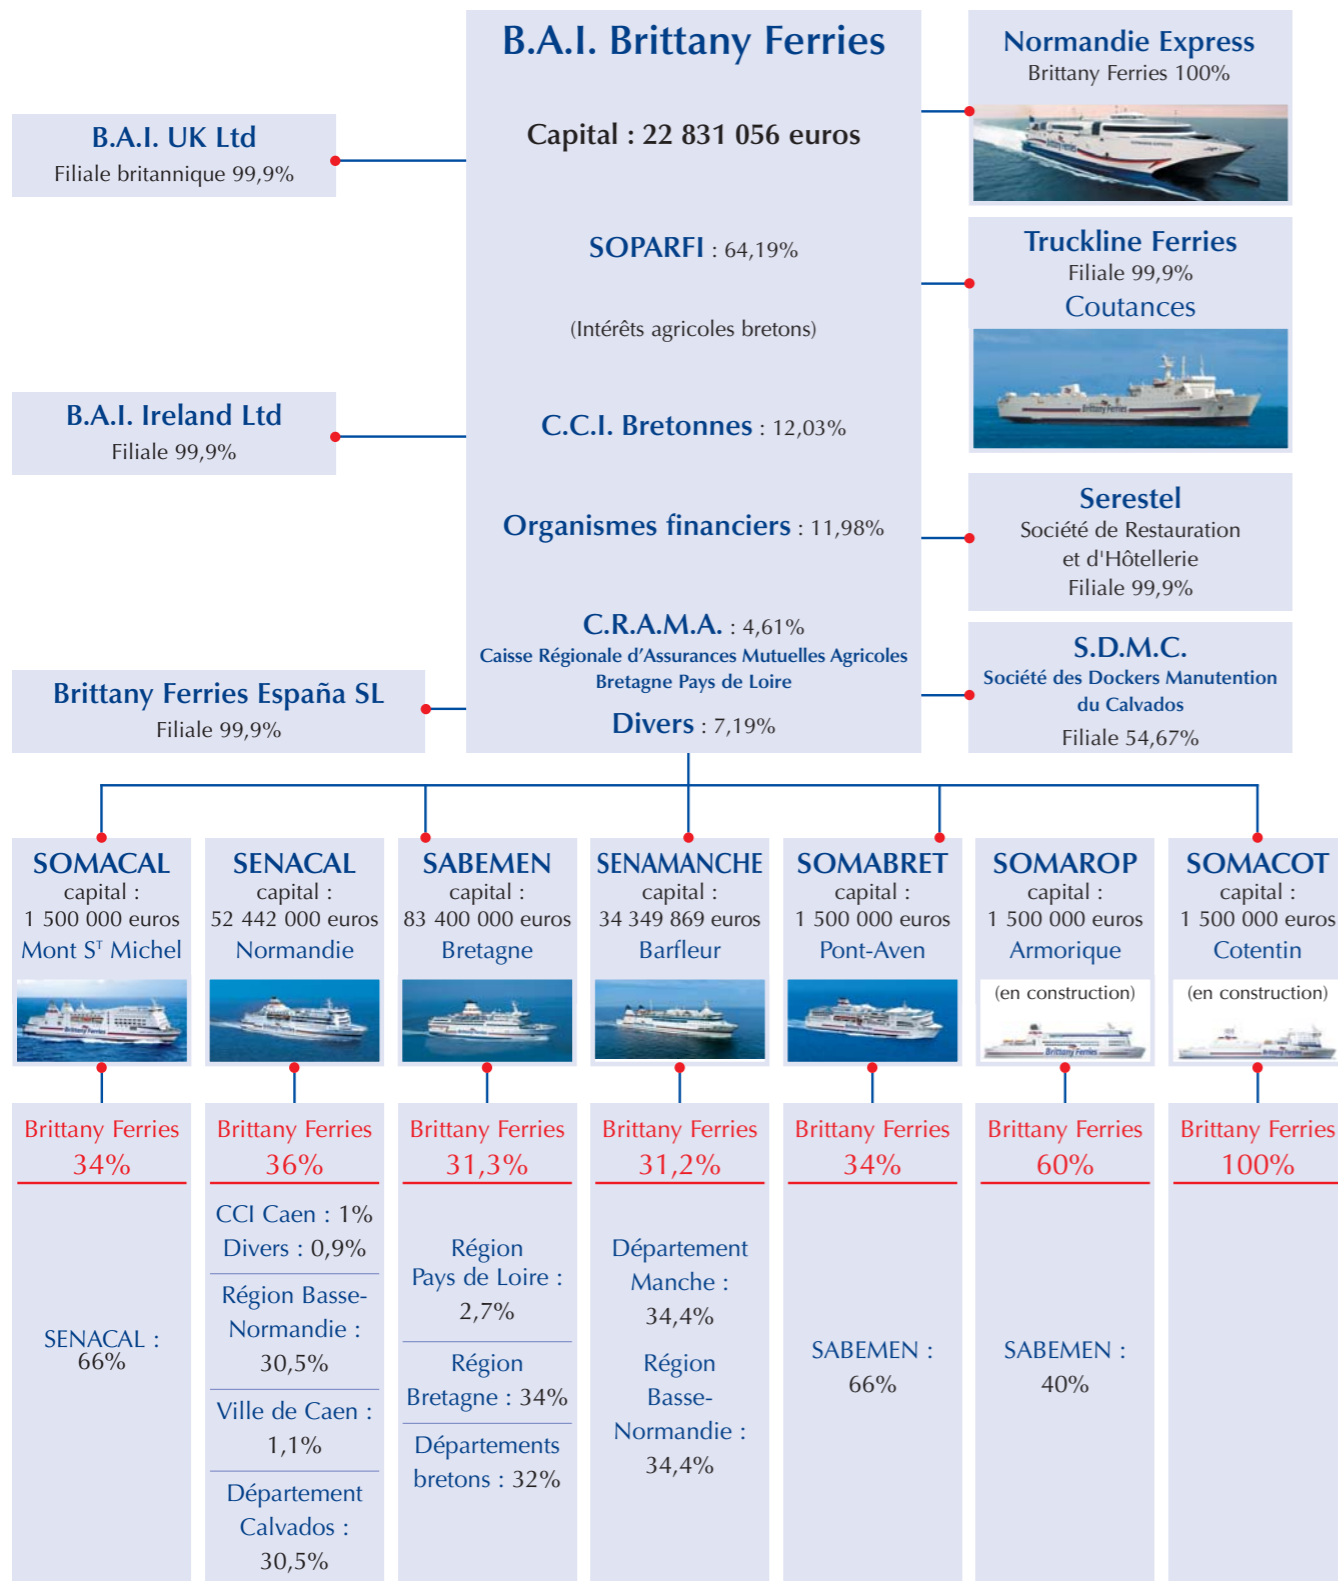 B.A.I. Brittany Ferries
Capital : 22 831 056 euros
SOPARFI : 64,19%
(Intérêts agricoles bretons)
C.C.I. Bretonnes : 12,03%
Organismes financiers : 11,98%
C.R.A.M.A. : 4,61%
Caisse Régionale d’Assurances Mutuelles Agricoles
Bretagne Pays de Loire
Divers : 7,19%
B.A.I. UK Ltd
Filiale britannique 99,9%
B.A.I. Ireland Ltd
Filiale 99,9%
Brittany Ferries España SL
Filiale 99,9%
Normandie Express
Brittany Ferries 100%
Brittany Ferries
Truckline Ferries
Filiale 99,9%
Coutances
Brittany Ferries
Serestel
Société de Restauration
et d'Hôtellerie
Filiale 99,9%
S.D.M.C.
Société des Dockers Manutention
du Calvados
Filiale 54,67%
SOMACAL
capital :
1 500 000 euros
Mont Sᵀ Michel
Brittany Ferries
Brittany Ferries
34%
SENACAL :
66%
SENACAL
capital :
52 442 000 euros
Normandie
Brittany Ferries
36%
CCI Caen : 1%
Divers : 0,9%
Région Basse-
Normandie :
30,5%
Ville de Caen :
1,1%
Département
Calvados :
30,5%
SABEMEN
capital :
83 400 000 euros
Bretagne
Brittany Ferries
31,3%
Région
Pays de Loire :
2,7%
Région
Bretagne : 34%
Départements
bretons : 32%
SENAMANCHE
capital :
34 349 869 euros
Barfleur
Brittany Ferries
31,2%
Département
Manche :
34,4%
Région
Basse-
Normandie :
34,4%
SOMABRET
capital :
1 500 000 euros
Pont-Aven
Brittany Ferries
34%
SABEMEN :
66%
SOMAROP
capital :
1 500 000 euros
Armorique
(en construction)
Brittany Ferries
Brittany Ferries
60%
SABEMEN :
40%
SOMACOT
capital :
1 500 000 euros
Cotentin
(en construction)
Brittany Ferries
Brittany Ferries
100%